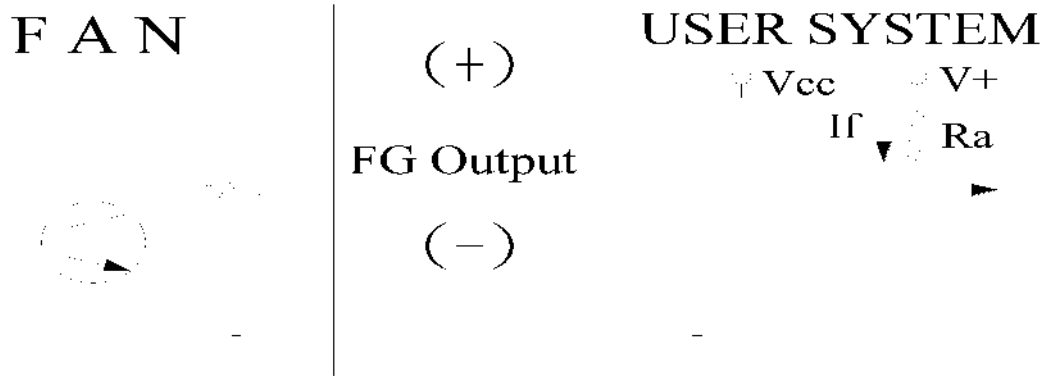 F A N
USER SYSTEM
(+)
Vcc
V+
If
Ra
FG Output
(−)